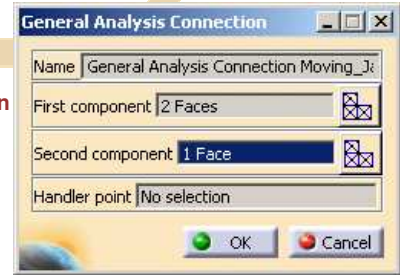 General Analysis Connection
Name General Analysis Connection Moving_
n
First component 2 Faces
Second component 1 Face
Handler point No selection
OK Cancel